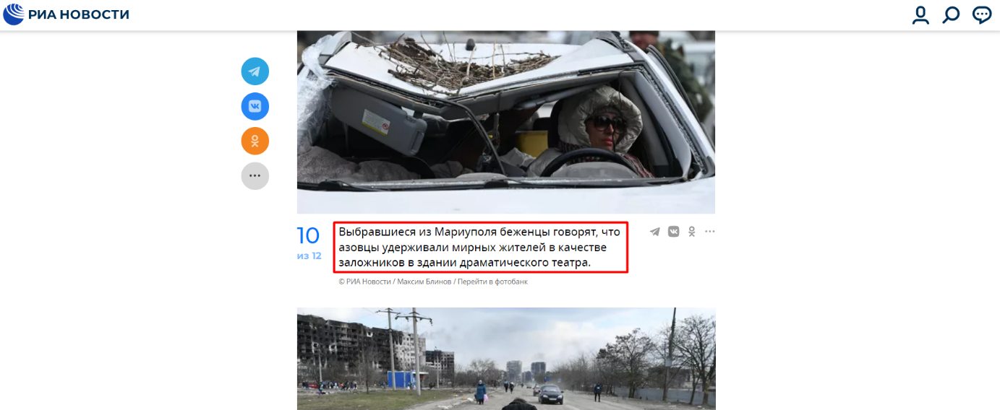 РИА НОВОСТИ
10
из 12
Выбравшиеся из Мариуполя беженцы говорят, что
азовцы удерживали мирных жителей в качестве
заложников в здании драматического театра.
© РИА Новости / Максим Блинов / Перейти в фотобанк